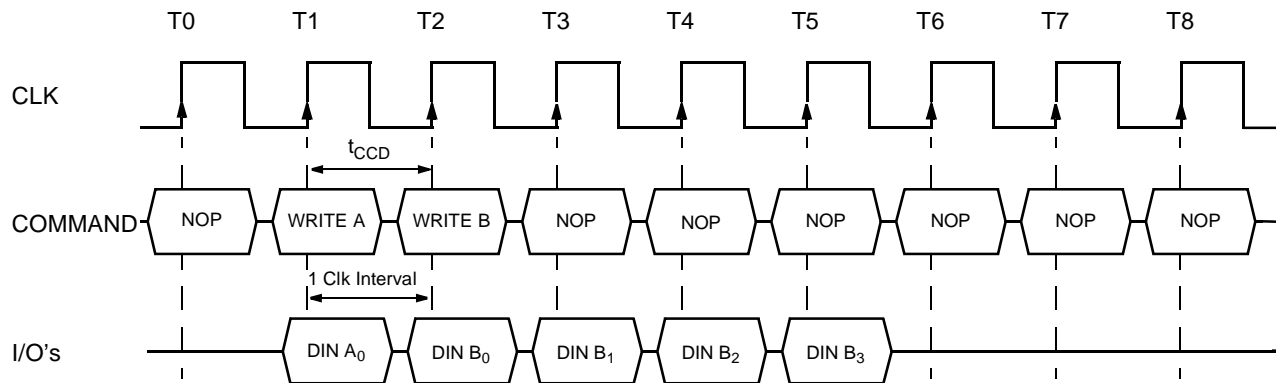 T0 T1 T2 T3 T4 T5 T6 T7 T8
CLK
tCCD
COMMAND NOP WRITE A WRITE B NOP NOP NOP NOP NOP NOP
1 Clk Interval
I/O's DIN A0 DIN B0 DIN B1 DIN B2 DIN B3